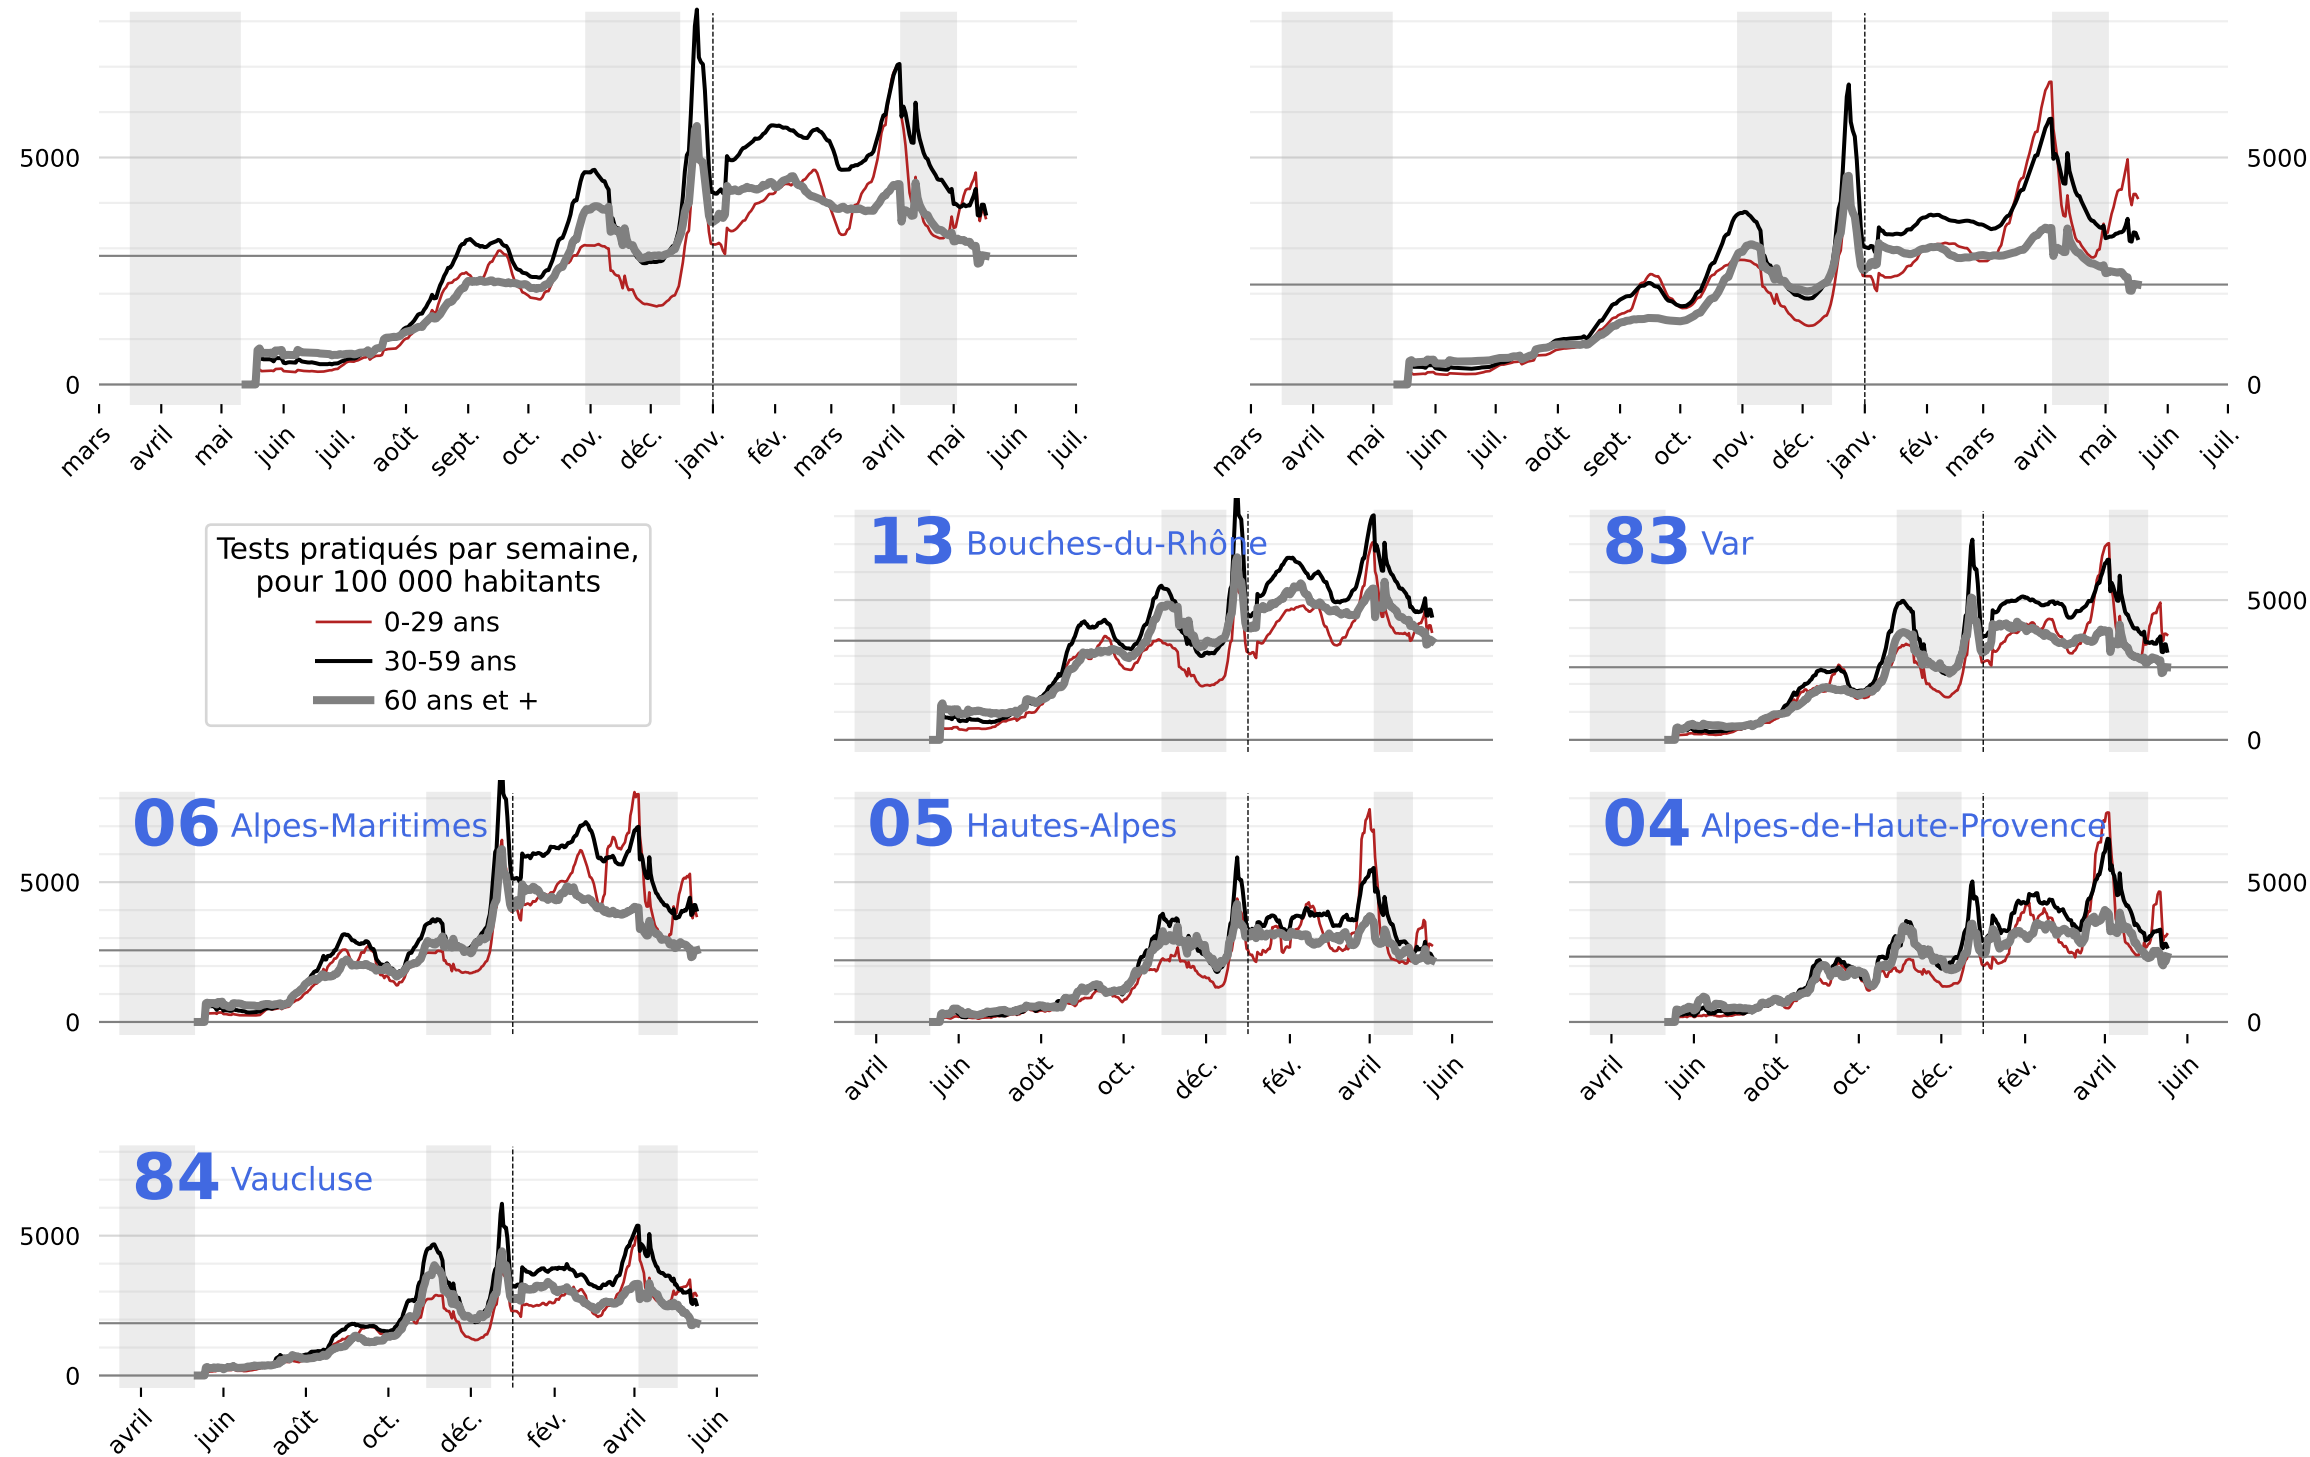 5000
0
mars avril mai juin juil. août sept. oct. nov. déc. janv. fév. mars avril mai juin juil.
5000
0
mars avril mai juin juil. août sept. oct. nov. déc. janv. fév. mars avril mai juin juil.
Tests pratiqués par semaine,
pour 100 000 habitants
0-29 ans
30-59 ans
60 ans et +
13 Bouches-du-Rhône
83 Var
5000
0
06 Alpes-Maritimes
5000
0
05 Hautes-Alpes
avril juin août oct. déc. fév. avril juin
04 Alpes-de-Haute-Provence
5000
0
avril juin août oct. déc. fév. avril juin
84 Vaucluse
5000
0
avril juin août oct. déc. fév. avril juin